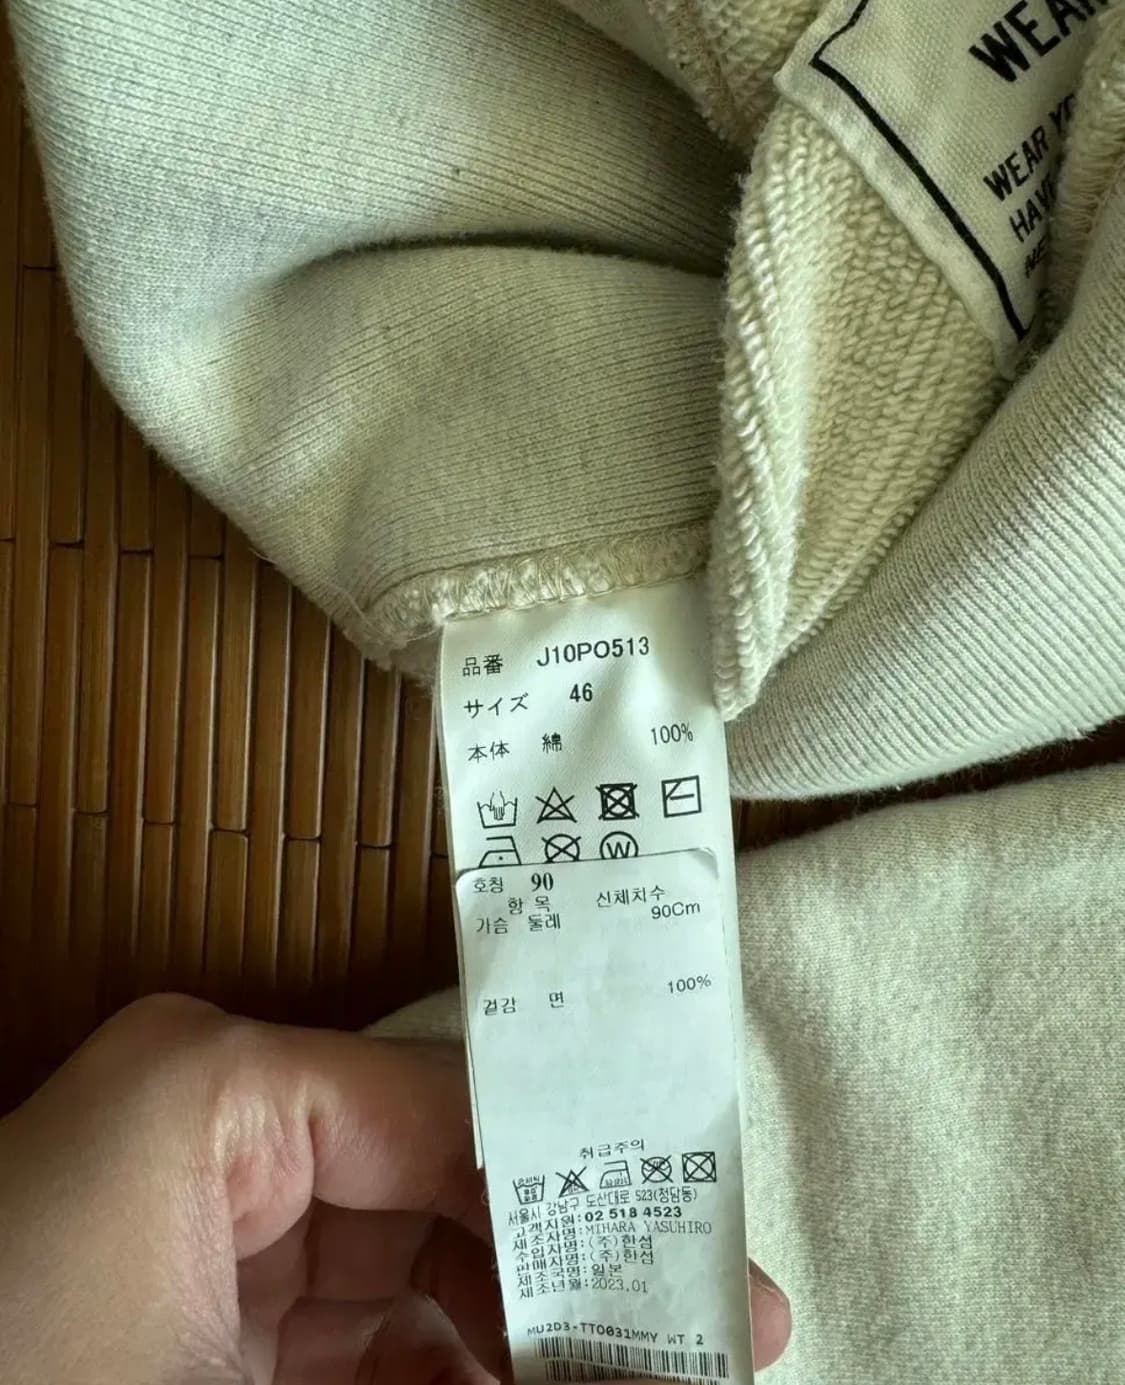 WEAR
WEAR
HAV
品番 J10PO513
サイズ 46
本体 綿 100%
W
호칭 90
항 목 신체치수
가슴 둘레 90Cm
겉감 면 100%
취급주의
서울시 강남구 도산대로 523(청담동)
고객지원:02 518 4523
제조자명:MIHARA YASUHIRO
수입자명:(주)한섬
판매자명:(주)한섬
제조국명:일본
제조년월:2023.01
MU2D3-TTO031MMY WT 2